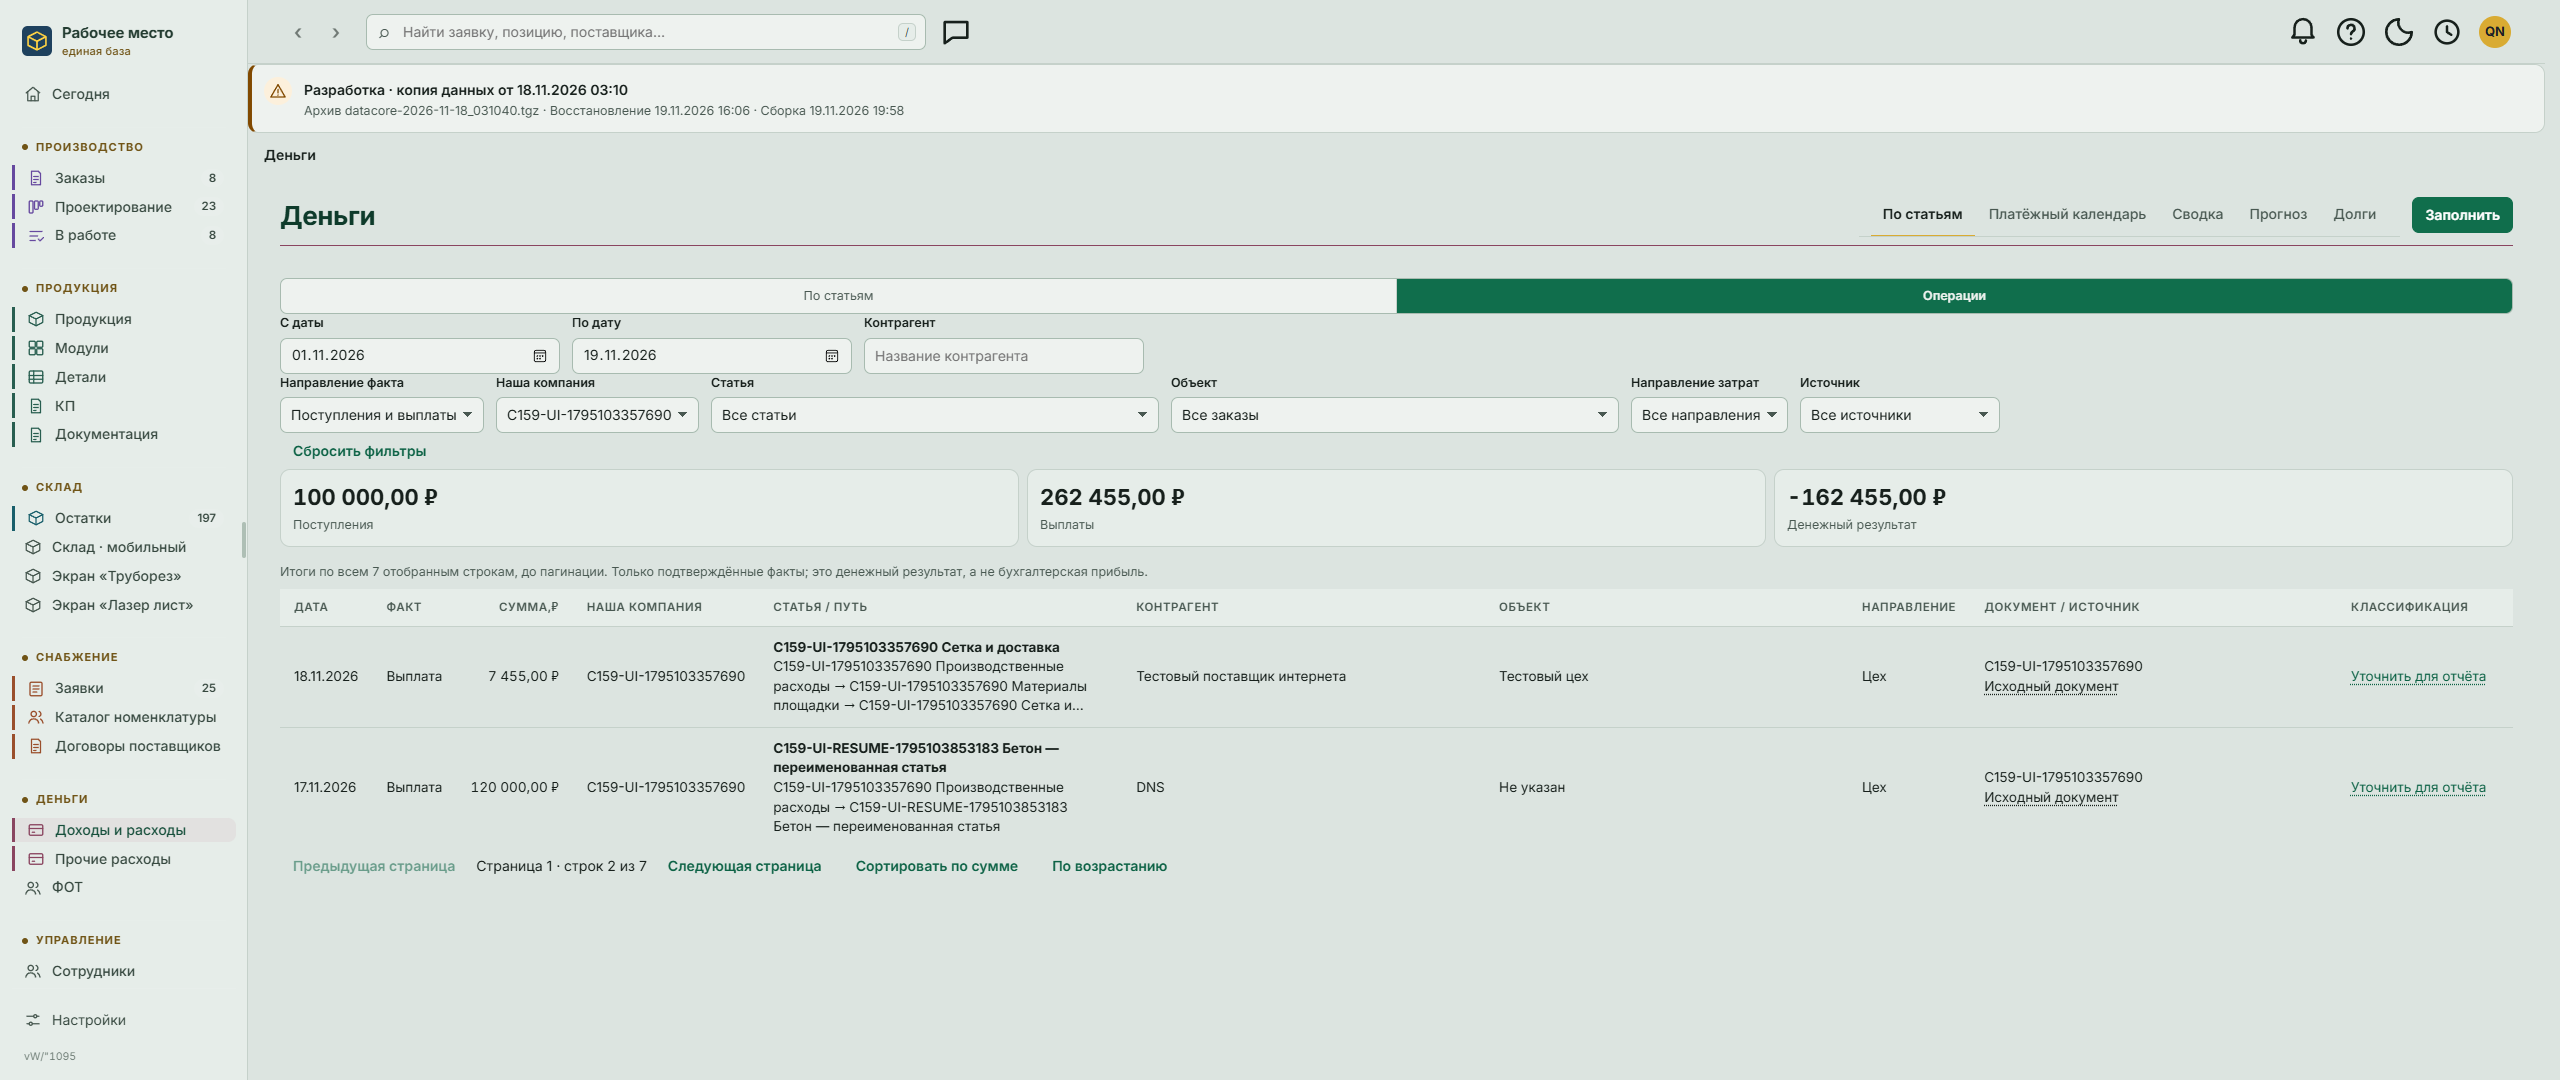 Рабочее место
единая база
Сегодня
ПРОИЗВОДСТВО
Заказы 8
Проектирование 23
В работе 8
ПРОДУКЦИЯ
Продукция
Модули
Детали
КП
Документация
СКЛАД
Остатки 197
Склад · мобильный
Экран «Труборез»
Экран «Лазер лист»
СНАБЖЕНИЕ
Заявки 25
Каталог номенклатуры
Договоры поставщиков
ДЕНЬГИ
Доходы и расходы
Прочие расходы
ФОТ
УПРАВЛЕНИЕ
Сотрудники
Настройки
vW/"1095
Найти заявку, позицию, поставщика... /
QN
Разработка · копия данных от 18.11.2026 03:10
Архив datacore-2026-11-18_031040.tgz · Восстановление 19.11.2026 16:06 · Сборка 19.11.2026 19:58
Деньги
Деньги
По статьям Платёжный календарь Сводка Прогноз Долги Заполнить
По статьям Операции
С даты По дату Контрагент
01.11.2026 19.11.2026 Название контрагента
Направление факта Наша компания Статья Объект Направление затрат Источник
Поступления и выплаты C159-UI-1795103357690 Все статьи Все заказы Все направления Все источники
Сбросить фильтры
100 000,00 ₽ 262 455,00 ₽ -162 455,00 ₽
Поступления Выплаты Денежный результат
Итоги по всем 7 отобранным строкам, до пагинации. Только подтверждённые факты; это денежный результат, а не бухгалтерская прибыль.
ДАТА ФАКТ СУММА,₽ НАША КОМПАНИЯ СТАТЬЯ / ПУТЬ КОНТРАГЕНТ ОБЪЕКТ НАПРАВЛЕНИЕ ДОКУМЕНТ / ИСТОЧНИК КЛАССИФИКАЦИЯ
C159-UI-1795103357690 Сетка и доставка
C159-UI-1795103357690 Производственные
расходы → C159-UI-1795103357690 Материалы
площадки → C159-UI-1795103357690 Сетка и...
18.11.2026 Выплата 7 455,00 ₽ C159-UI-1795103357690 Тестовый поставщик интернета Тестовый цех Цех
C159-UI-1795103357690
Исходный документ
Уточнить для отчёта
C159-UI-RESUME-1795103853183 Бетон —
переименованная статья
C159-UI-1795103357690 Производственные
расходы → C159-UI-RESUME-1795103853183
Бетон — переименованная статья
17.11.2026 Выплата 120 000,00 ₽ C159-UI-1795103357690 DNS Не указан Цех
C159-UI-1795103357690
Исходный документ
Уточнить для отчёта
Предыдущая страница Страница 1 · строк 2 из 7 Следующая страница Сортировать по сумме По возрастанию